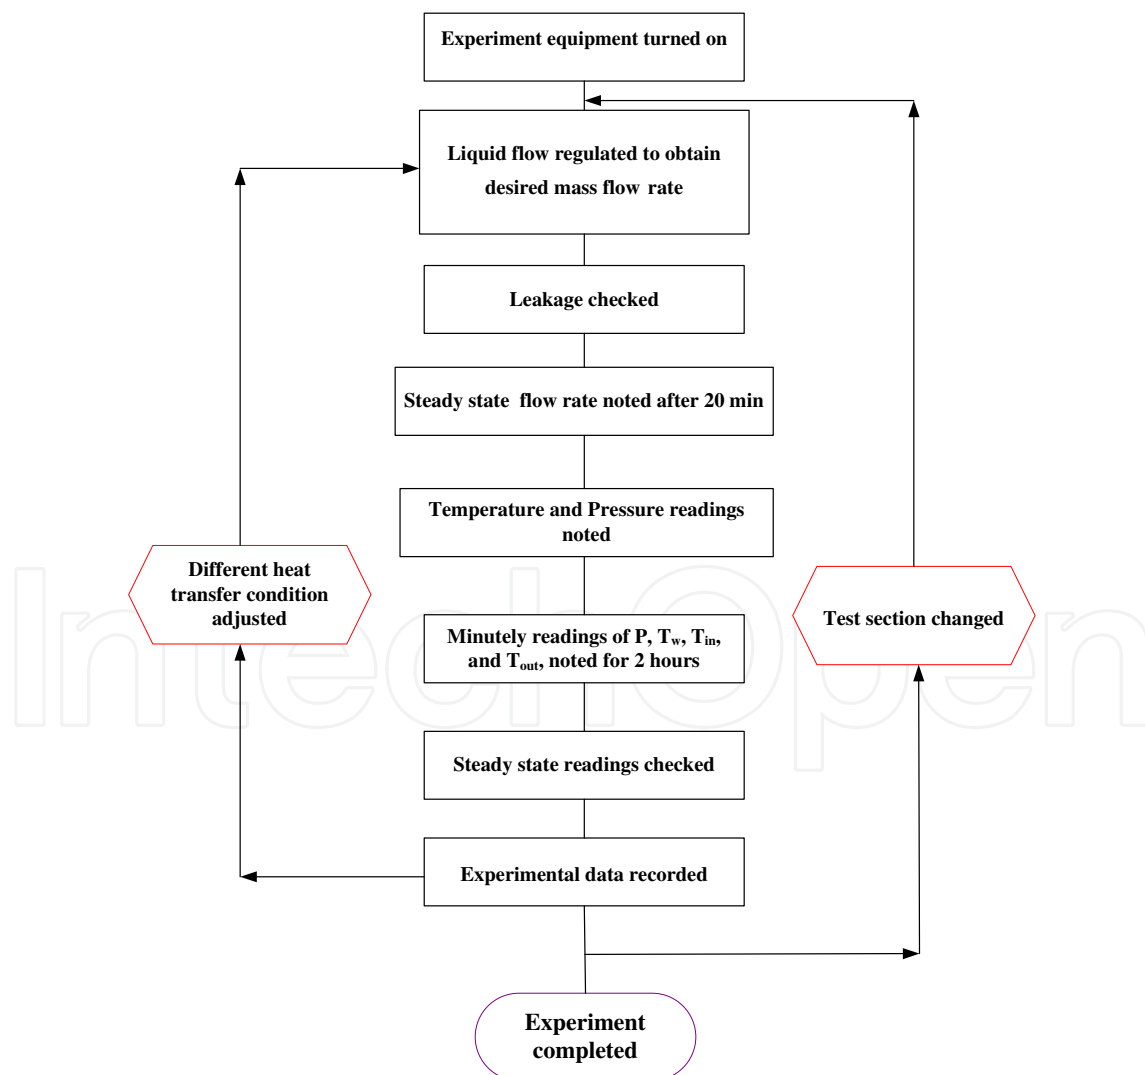 Experiment equipment turned on
Liquid flow regulated to obtain
desired mass flow rate
Leakage checked
Steady state flow rate noted after 20 min
Temperature and Pressure readings
noted
Different heat
transfer condition
adjusted
Test section changed
Minutely readings of P, Tw, Tin,
and Tout, noted for 2 hours
Steady state readings checked
Experimental data recorded
Experiment
completed
IntechOpen